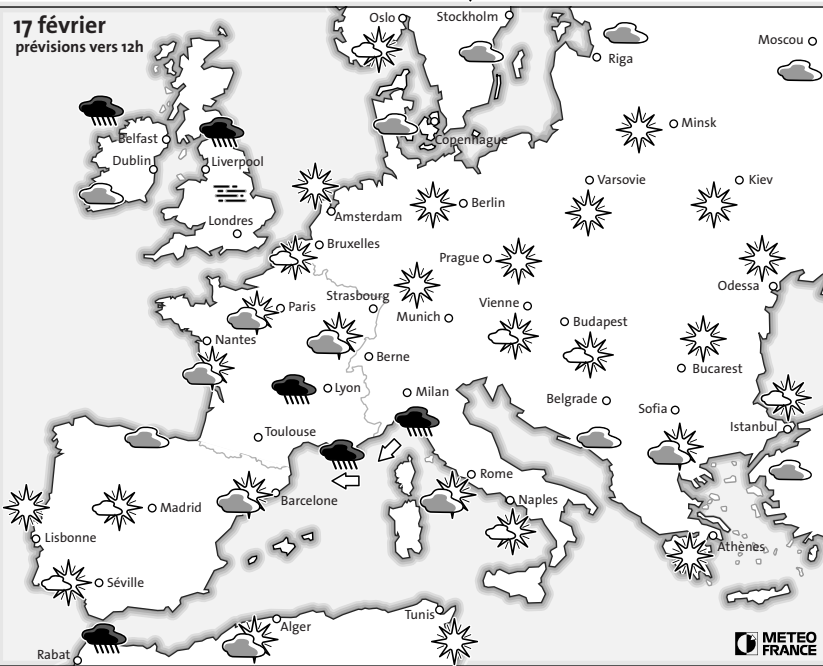 17 février
prévisions vers 12h
Oslo
Stockholm
Riga
Moscou
Belfast
Dublin
Liverpool
Londres
Copenhague
Minsk
Varsovie
Kiev
Amsterdam
Berlin
Bruxelles
Prague
Odessa
Paris
Strasbourg
Munich
Vienne
Budapest
Nantes
Berne
Bucarest
Lyon
Milan
Belgrade
Sofia
Istanbul
Toulouse
Rome
Naples
Madrid
Barcelone
Lisbonne
Athènes
Séville
Tunis
Alger
Rabat
METEO
FRANCE